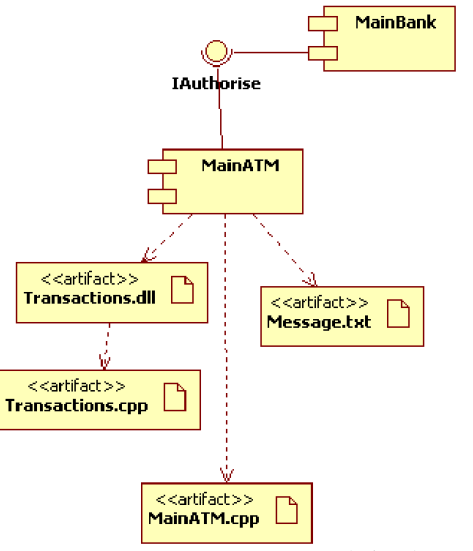 MainBank
IAuthorise
MainATM
<<artifact>>
Transactions.dll
<<artifact>>
Message.txt
<<artifact>>
Transactions.cpp
<<artifact>>
MainATM.cpp